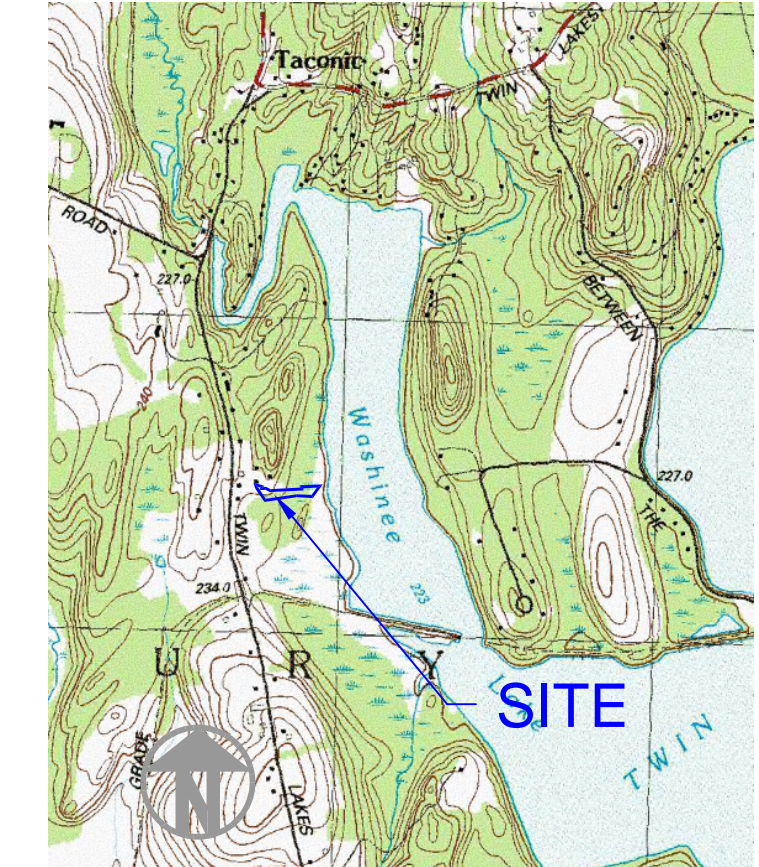 Taconic
TWIN LAKES
ROAD
227.0
BETWEEN
240
Washinee
227.0
THE
TWIN
223
234.0
U R Y
Lake
SITE
TWIN
GRADE
N
LAKES